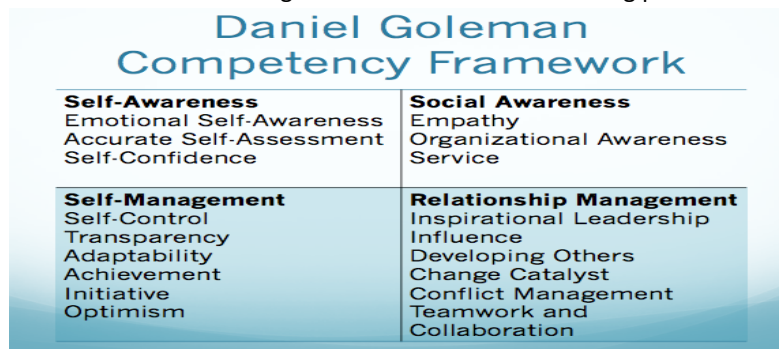 Daniel Goleman
Competency Framework
Self-Awareness
Emotional Self-Awareness
Accurate Self-Assessment
Self-Confidence
Social Awareness
Empathy
Organizational Awareness
Service
Self-Management
Self-Control
Transparency
Adaptability
Achievement
Initiative
Optimism
Relationship Management
Inspirational Leadership
Influence
Developing Others
Change Catalyst
Conflict Management
Teamwork and
Collaboration